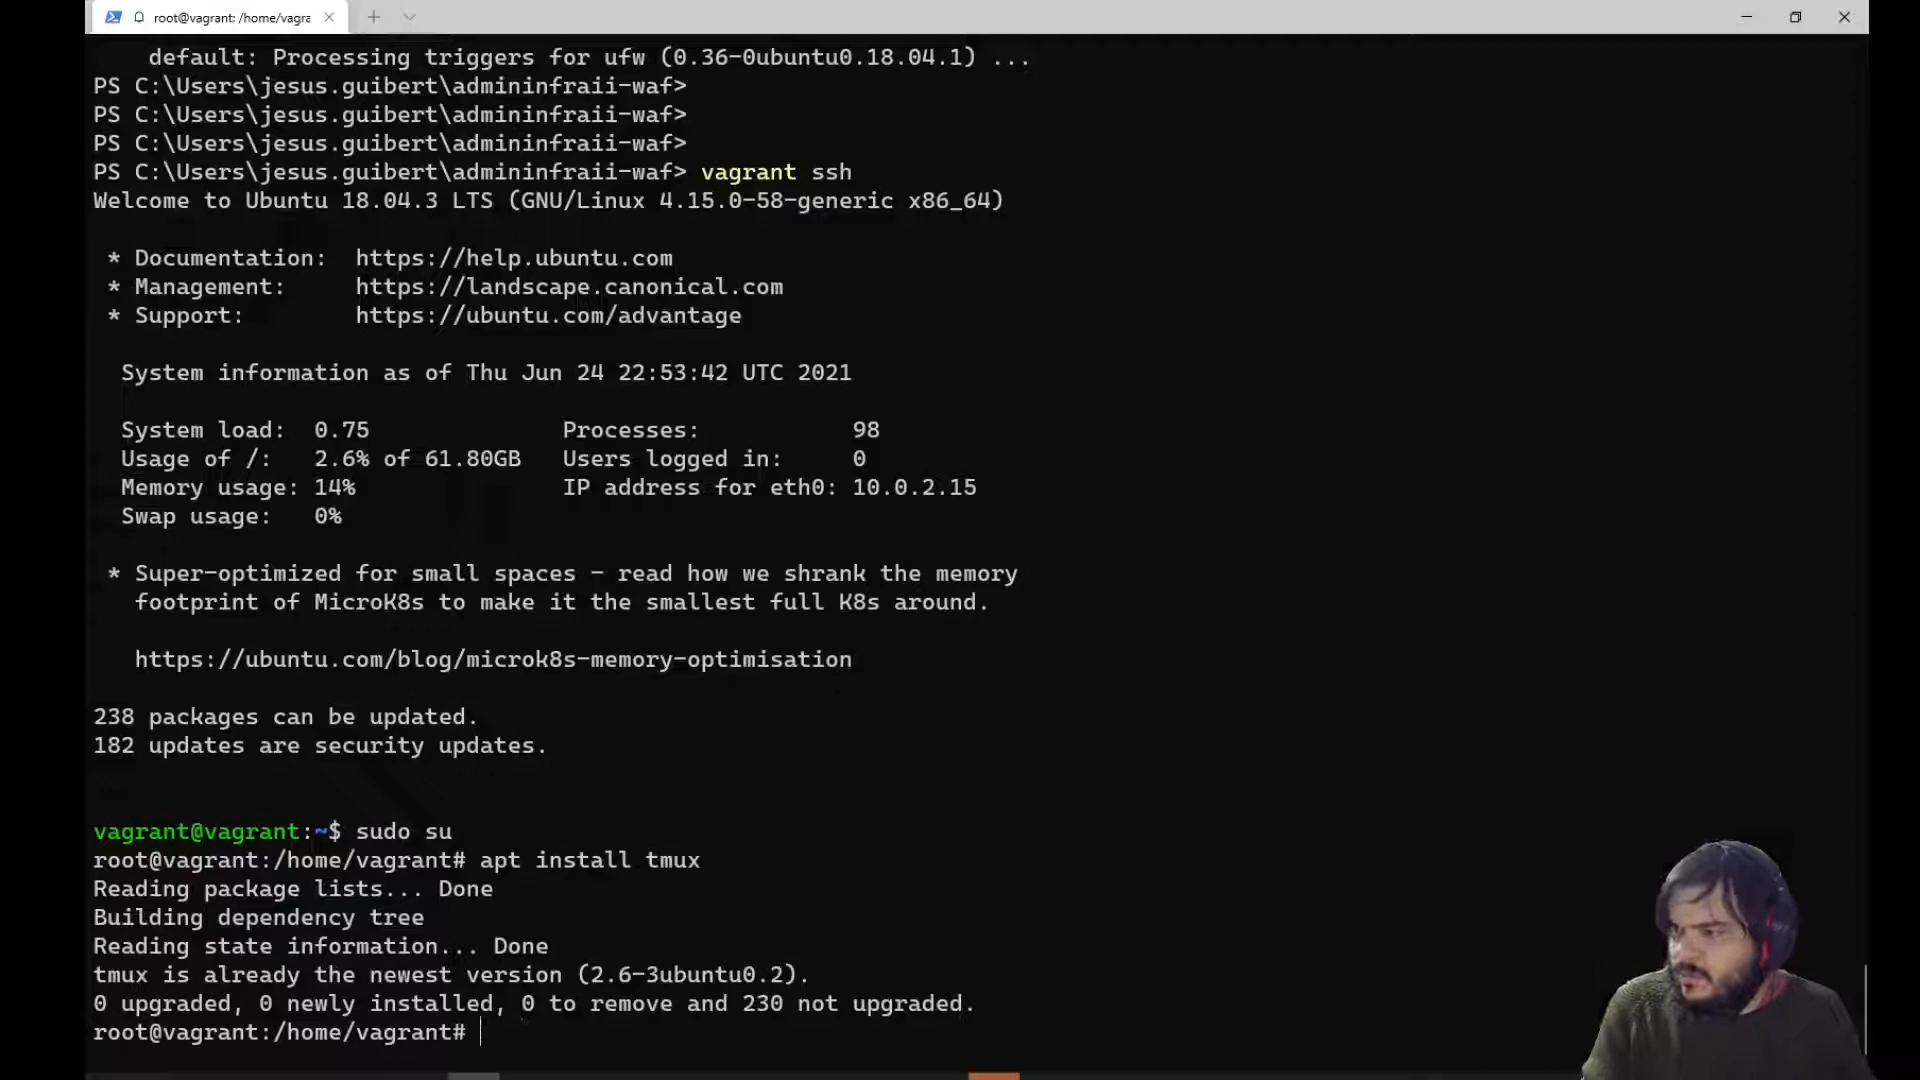 root@vagrant: /home/vagra
default: Processing triggers for ufw (0.36-0ubuntu0.18.04.1) ...
PS C:\Users\jesus.guibert\admininfraii-waf>
PS C:\Users\jesus.guibert\admininfraii-waf>
PS C:\Users\jesus.guibert\admininfraii-waf>
PS C:\Users\jesus.guibert\admininfraii-waf> vagrant ssh
Welcome to Ubuntu 18.04.3 LTS (GNU/Linux 4.15.0-58-generic x86_64)
* Documentation:  https://help.ubuntu.com
* Management:     https://landscape.canonical.com
* Support:        https://ubuntu.com/advantage
System information as of Thu Jun 24 22:53:42 UTC 2021
System load:  0.75              Processes:           98
Usage of /:   2.6% of 61.80GB   Users logged in:     0
Memory usage: 14%               IP address for eth0: 10.0.2.15
Swap usage:   0%
* Super-optimized for small spaces - read how we shrank the memory
footprint of MicroK8s to make it the smallest full K8s around.
https://ubuntu.com/blog/microk8s-memory-optimisation
238 packages can be updated.
182 updates are security updates.
vagrant@vagrant:~$ sudo su
root@vagrant:/home/vagrant# apt install tmux
Reading package lists... Done
Building dependency tree
Reading state information... Done
tmux is already the newest version (2.6-3ubuntu0.2).
0 upgraded, 0 newly installed, 0 to remove and 230 not upgraded.
root@vagrant:/home/vagrant#